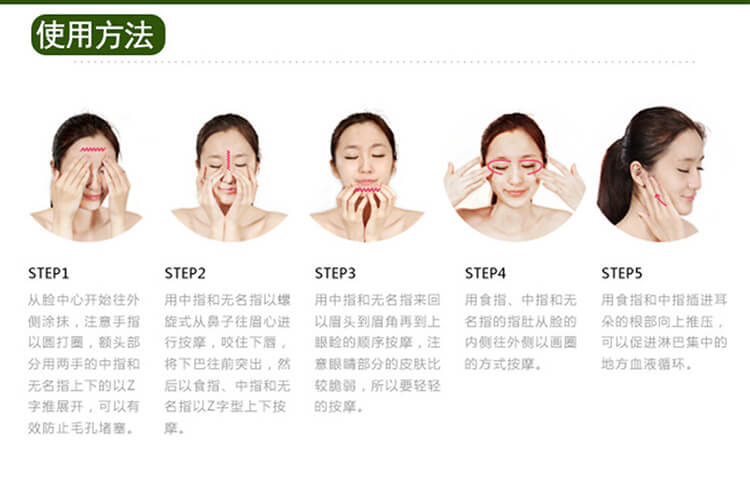 使用方法
STEP1
从脸中心开始往外
侧涂抹，注意手指
以圆打圈，额头部
分用两手的中指和
无名指上下的以Z
字推展开，可以有
效防止毛孔堵塞。
STEP2
用中指和无名指以螺
旋式从鼻子往眉心进
行按摩，咬住下唇，
将下巴往前突出，然
后以食指、中指和无
名指以Z字型上下按
摩。
STEP3
用中指和无名指来回
以眉头到眉角再到上
眼睑的顺序按摩，注
意眼睛部分的皮肤比
较脆弱，所以要轻轻
的按摩。
STEP4
用食指、中指和无
名指的指肚从脸的
内侧往外侧以画圈
的方式按摩。
STEP5
用食指和中指插进耳
朵的根部向上推压，
可以促进淋巴集中的
地方血液循环。